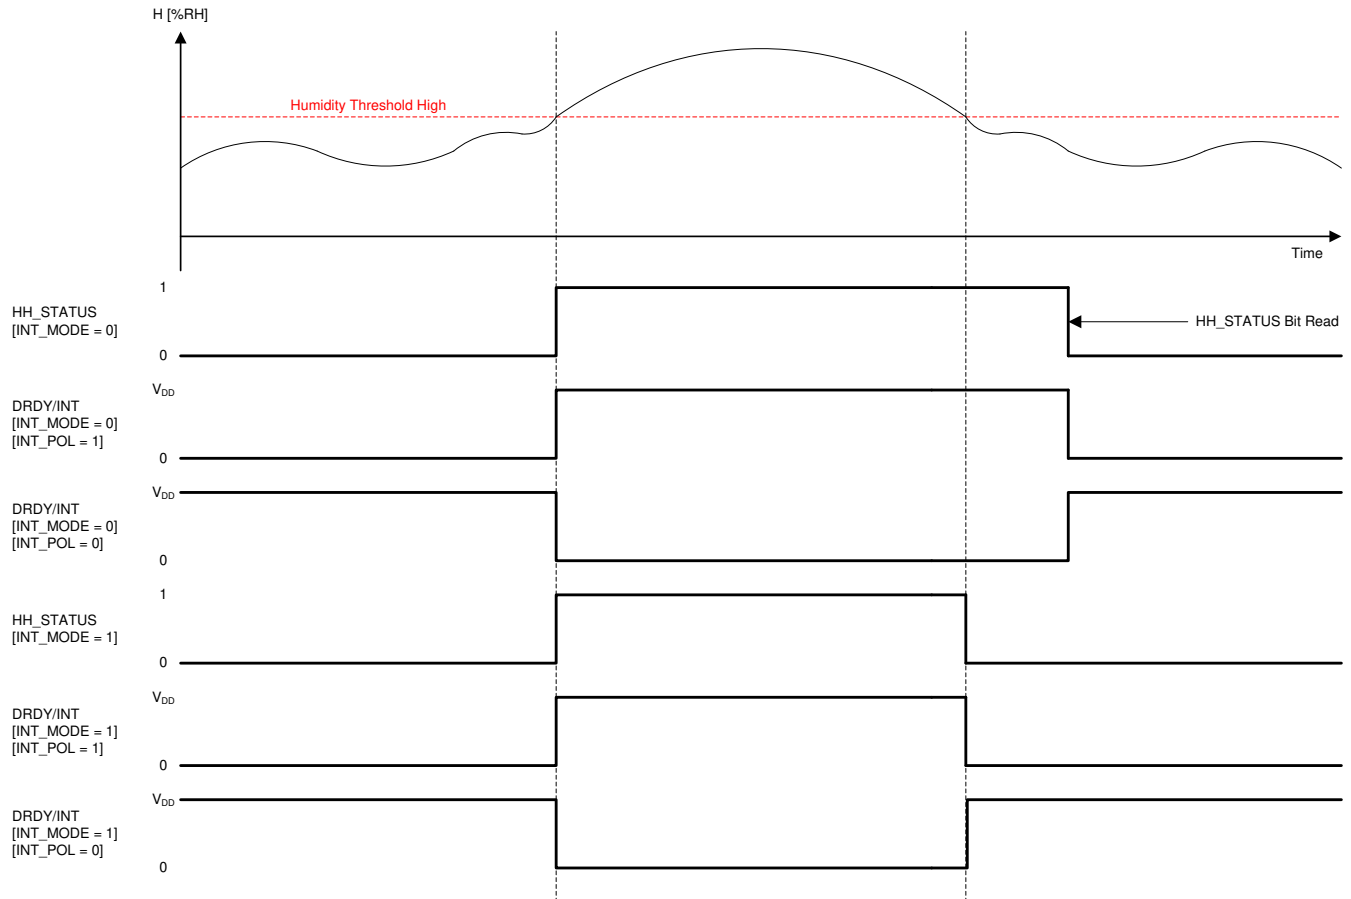 H [%RH]
Humidity Threshold High
Time
1
HH_STATUS
[INT_MODE = 0]
HH_STATUS Bit Read
0
VDD
DRDY/INT
[INT_MODE = 0]
[INT_POL = 1]
0
VDD
DRDY/INT
[INT_MODE = 0]
[INT_POL = 0]
0
1
HH_STATUS
[INT_MODE = 1]
0
VDD
DRDY/INT
[INT_MODE = 1]
[INT_POL = 1]
0
VDD
DRDY/INT
[INT_MODE = 1]
[INT_POL = 0]
0